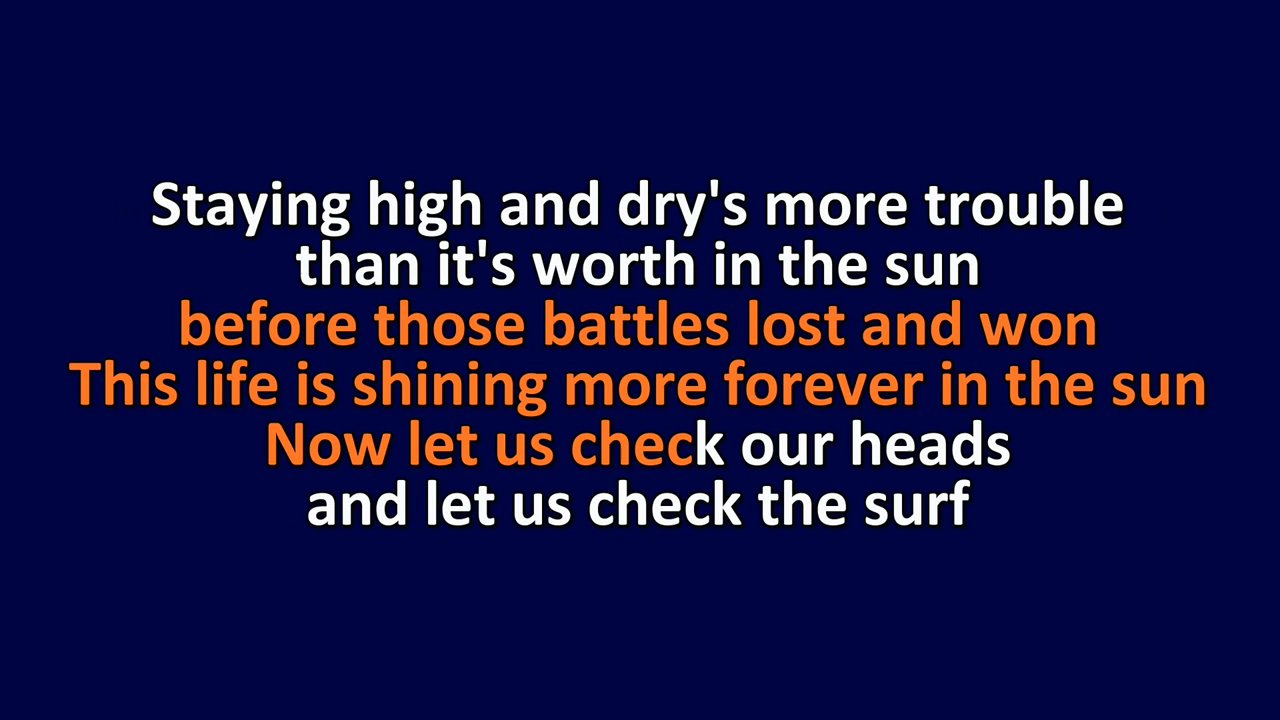 Staying high and dry's more trouble
than it's worth in the sun
before those battles lost and won
This life is shining more forever in the sun
Now let us check our heads
and let us check the surf